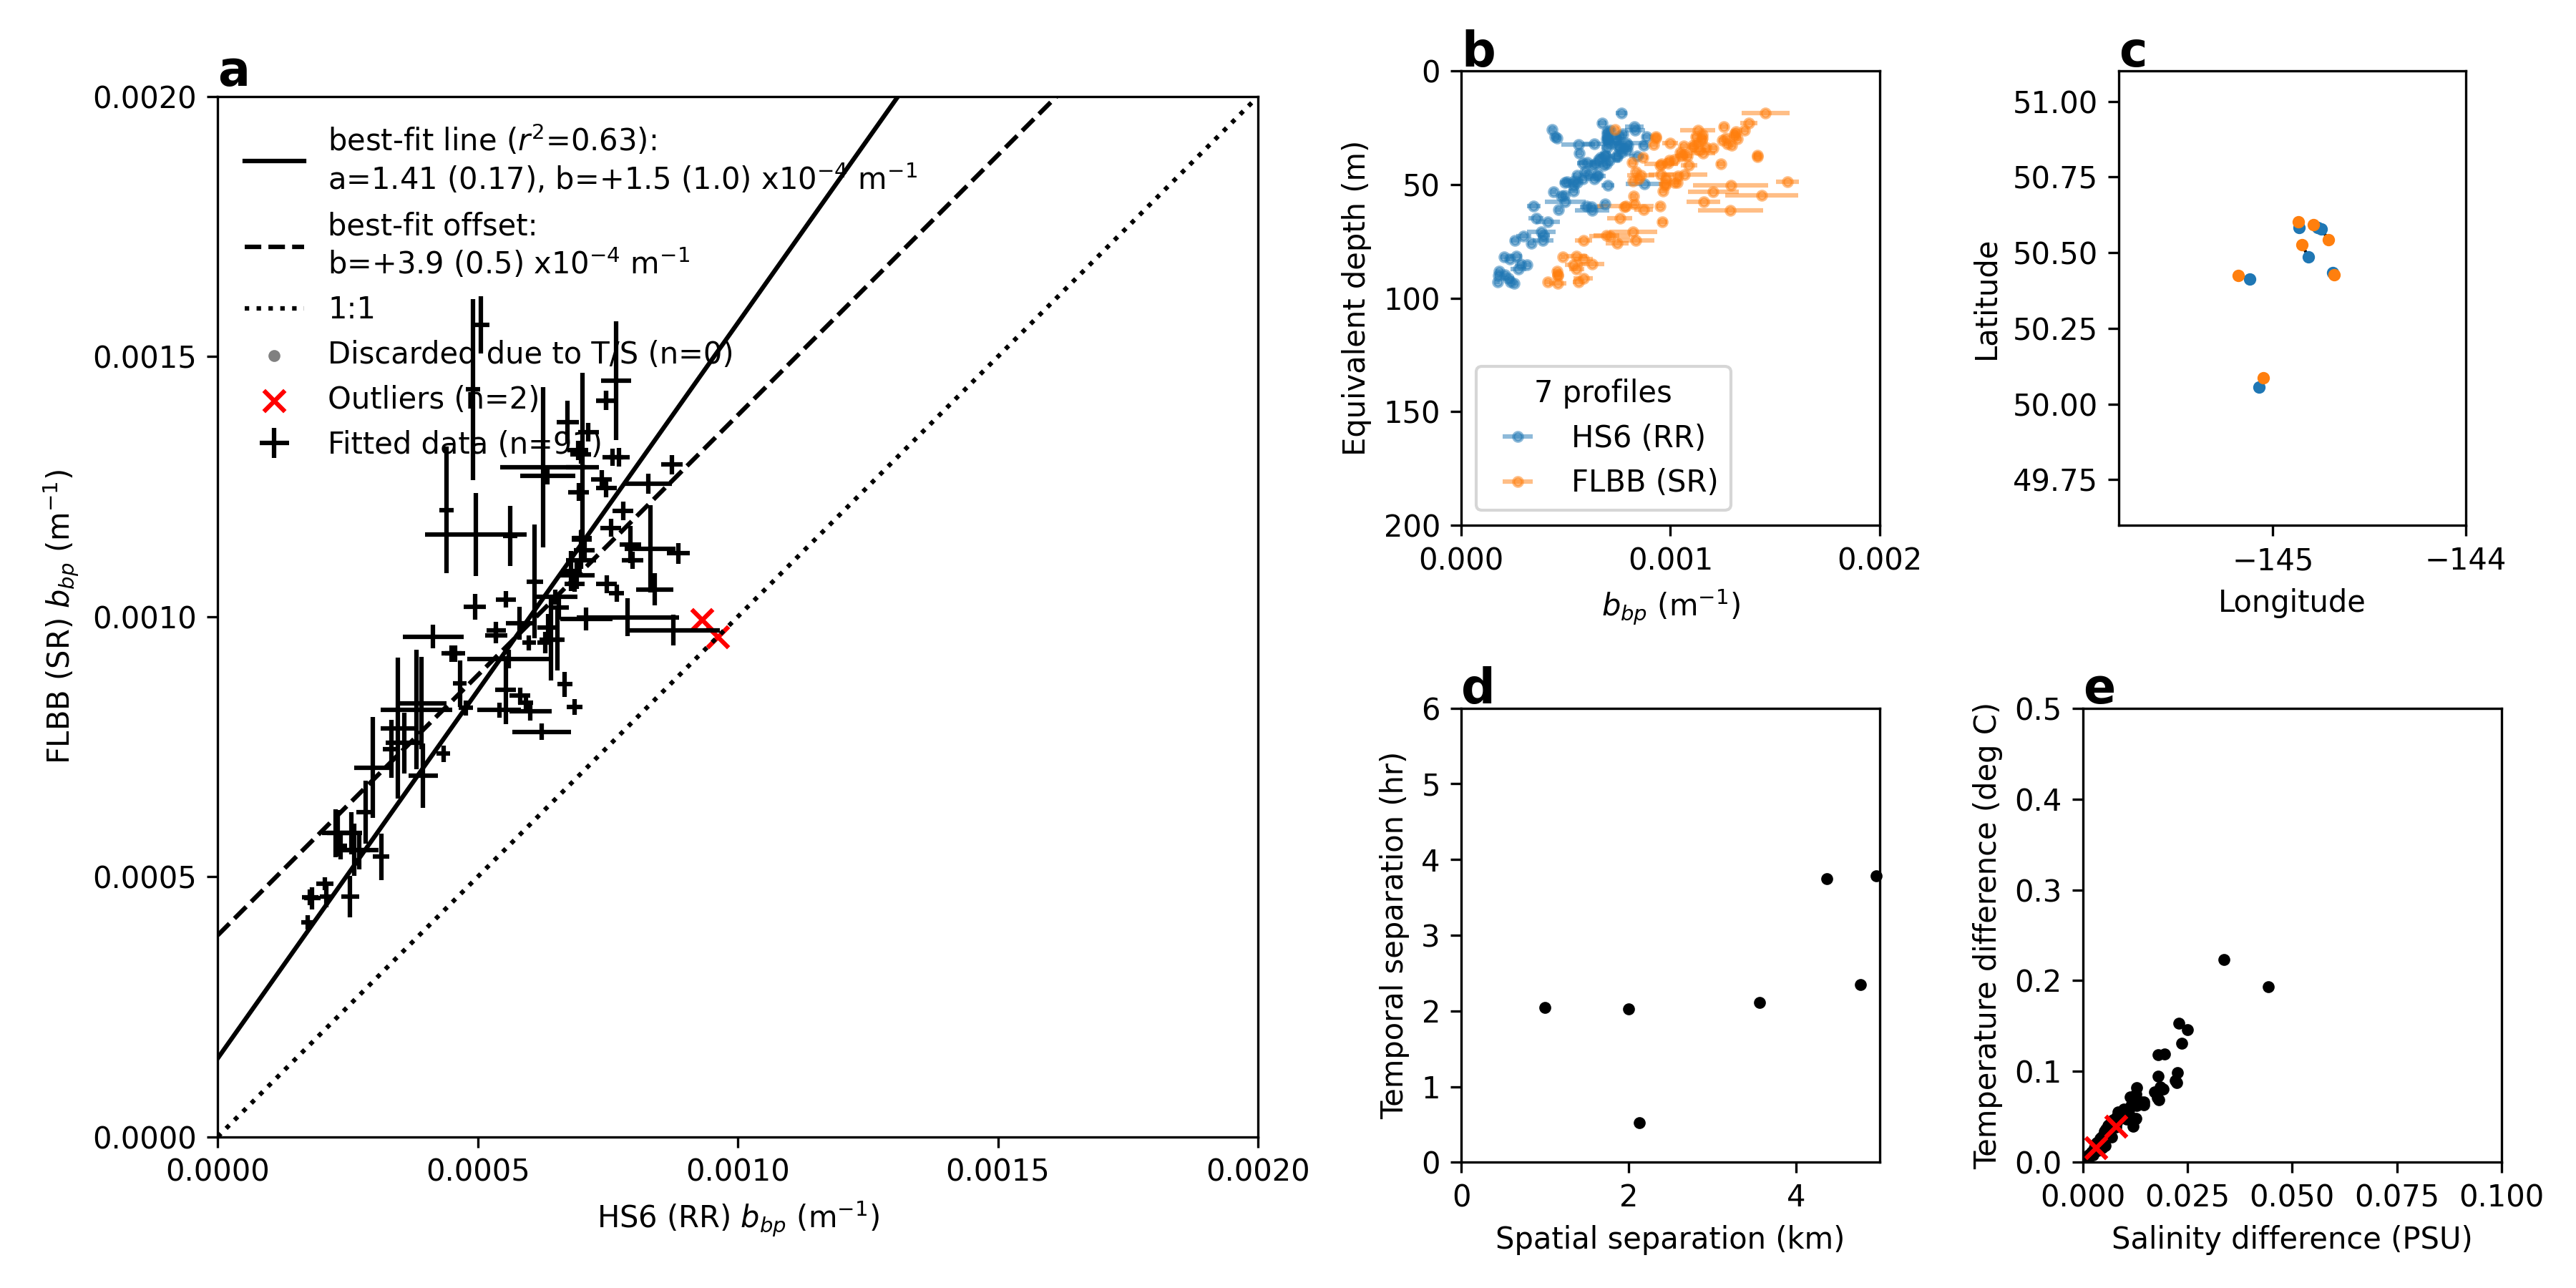 a
0.0020
0.0015
0.0010
0.0005
0.0000
FLBB (SR) b_bp (m⁻¹)
best-fit line (r²=0.63):
a=1.41 (0.17), b=+1.5 (1.0) x10⁻⁴ m⁻¹
best-fit offset:
b=+3.9 (0.5) x10⁻⁴ m⁻¹
1:1
Discarded due to T/S (n=0)
Outliers (n=2)
Fitted data
0.0000 0.0005 0.0010 0.0015 0.0020
HS6 (RR) b_bp (m⁻¹)
b
0
50
100
150
200
Equivalent depth (m)
7 profiles
HS6 (RR)
FLBB (SR)
0.000 0.001 0.002
b_bp (m⁻¹)
c
51.00
50.75
50.50
50.25
50.00
49.75
Latitude
−145 −144
Longitude
d
6
5
4
3
2
1
0
Temporal separation (hr)
0 2 4
Spatial separation (km)
e
0.5
0.4
0.3
0.2
0.1
0.0
Temperature difference (deg C)
0.000 0.025 0.050 0.075 0.100
Salinity difference (PSU)